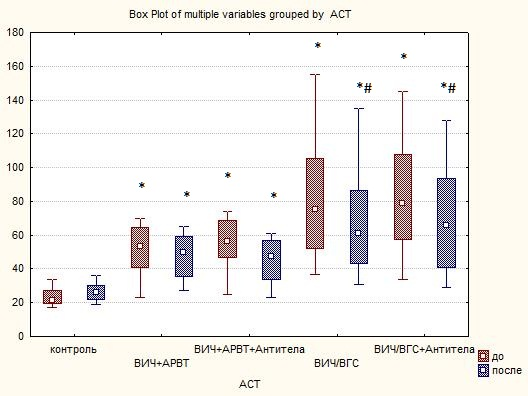 Box Plot of multiple variables grouped by АСТ
180
160
140
120
100
80
60
40
20
0
* * * * * *# * *#
контроль
ВИЧ+АРВТ
ВИЧ+АРВТ+Антитела
ВИЧ/ВГС
ВИЧ/ВГС+Антитела
АСТ
до
после